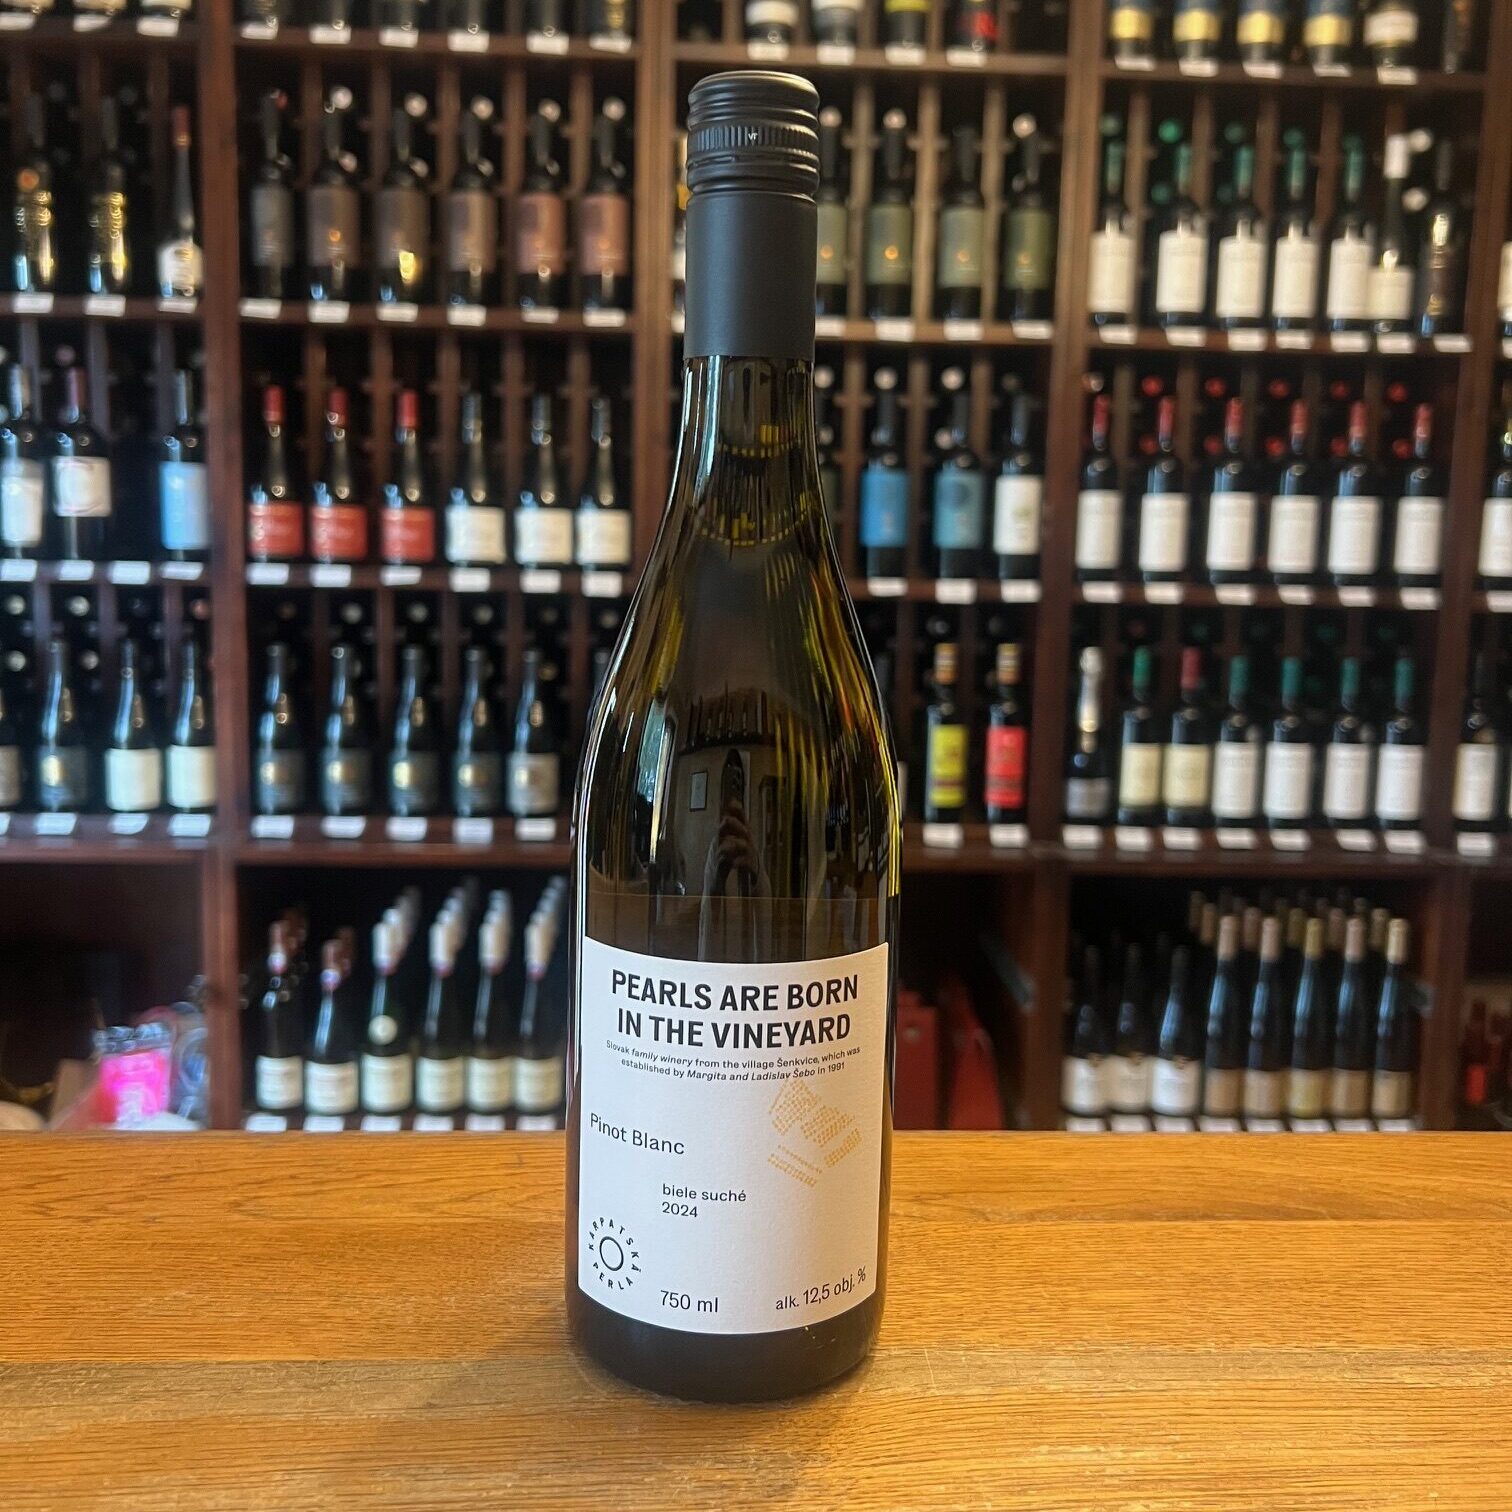 PEARLS ARE BORN
IN THE VINEYARD
Slovak family winery from the village Šenkvice, which was
established by Margita and Ladislav Šebo in 1991
Pinot Blanc
biele suché
2024
KARPATSKÁ PERLA
750 ml
alk. 12,5 obj. %